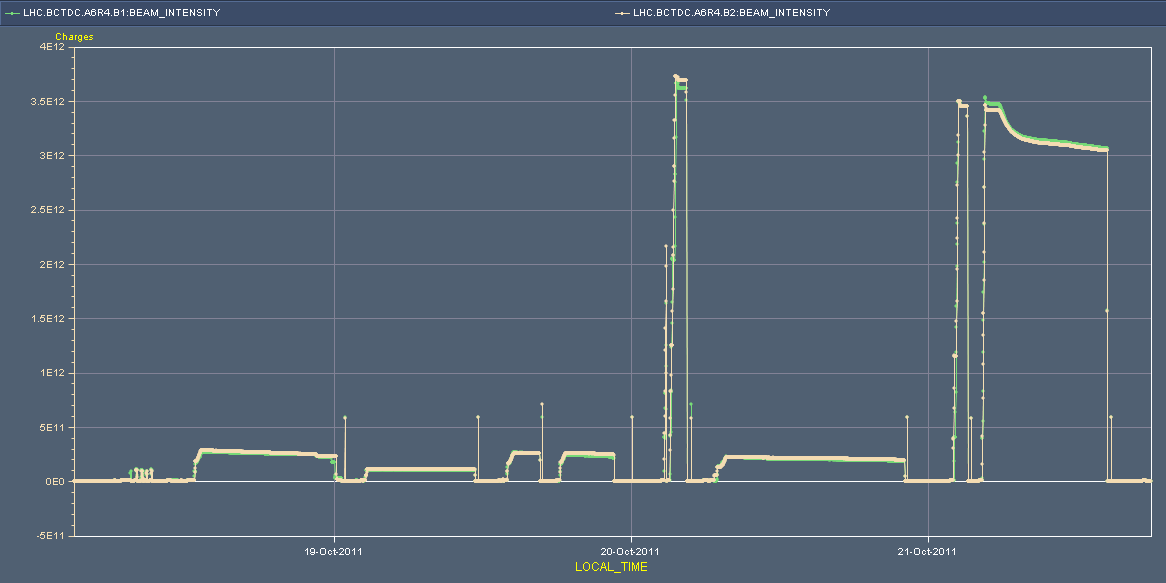 LHC.BCTDC.A6R4.B1:BEAM_INTENSITY LHC.BCTDC.A6R4.B2:BEAM_INTENSITY
Charges
4E12
3.5E12
3E12
2.5E12
2E12
1.5E12
1E12
5E11
0E0
-5E11
19-Oct-2011 20-Oct-2011 21-Oct-2011
LOCAL_TIME